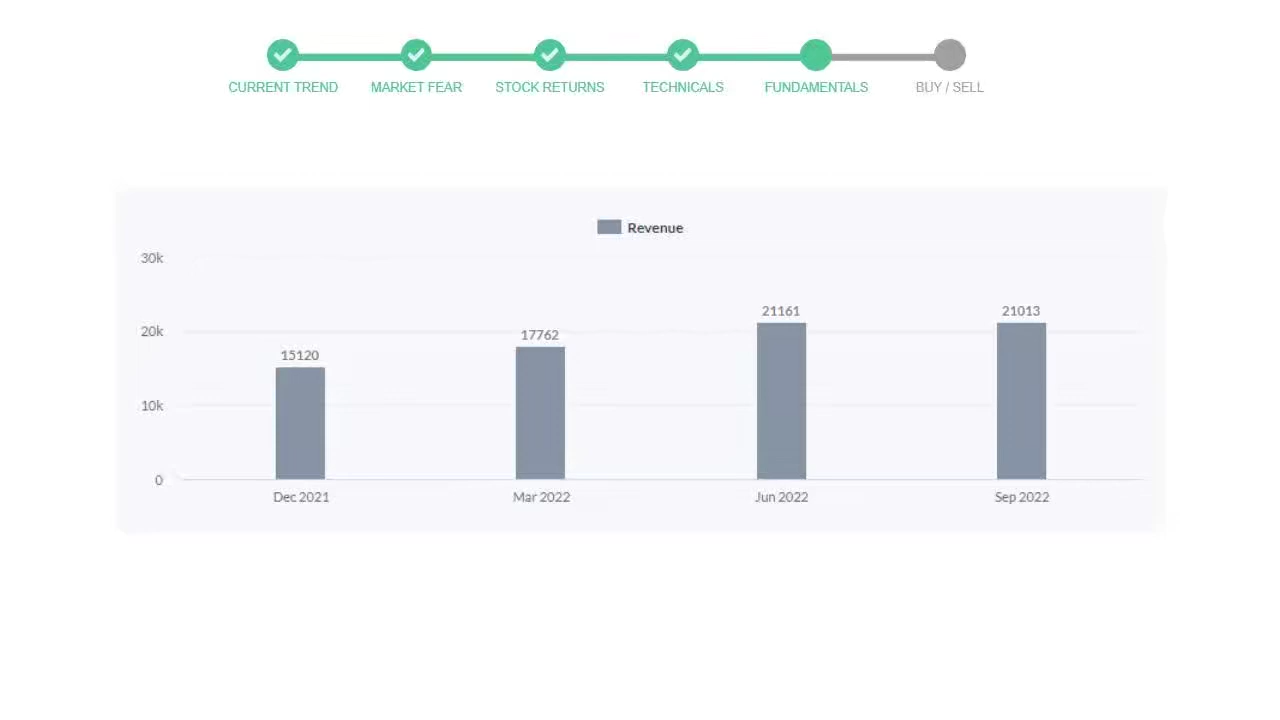 CURRENT TREND MARKET FEAR STOCK RETURNS TECHNICALS FUNDAMENTALS BUY / SELL
Revenue
30k
21161 21013
20k
17762
15120
10k
0
Dec 2021 Mar 2022 Jun 2022 Sep 2022